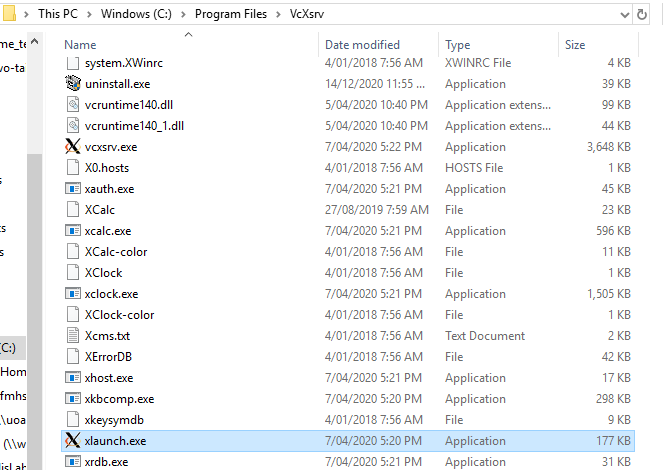 This PC > Windows (C:) > Program Files > VcXsrv
Name Date modified Type Size
system.XWinrc 4/01/2018 7:56 AM XWINRC File 4 KB
uninstall.exe 14/12/2020 11:55 ... Application 39 KB
vcruntime140.dll 5/04/2020 10:40 PM Application extens... 99 KB
vcruntime140_1.dll 5/04/2020 10:40 PM Application extens... 44 KB
vcxsrv.exe 7/04/2020 5:22 PM Application 3,648 KB
X0.hosts 4/01/2018 7:56 AM HOSTS File 1 KB
xauth.exe 7/04/2020 5:21 PM Application 45 KB
XCalc 27/08/2019 7:59 AM File 23 KB
xcalc.exe 7/04/2020 5:21 PM Application 596 KB
XCalc-color 4/01/2018 7:56 AM File 11 KB
XClock 4/01/2018 7:56 AM File 1 KB
xclock.exe 7/04/2020 5:21 PM Application 1,505 KB
XClock-color 4/01/2018 7:56 AM File 1 KB
Xcms.txt 4/01/2018 7:56 AM Text Document 2 KB
XErrorDB 4/01/2018 7:56 AM File 42 KB
xhost.exe 7/04/2020 5:21 PM Application 17 KB
xkbcomp.exe 7/04/2020 5:20 PM Application 298 KB
xkeysymdb 4/01/2018 7:56 AM File 9 KB
xlaunch.exe 7/04/2020 5:20 PM Application 177 KB
xrdb.exe 7/04/2020 5:21 PM Application 31 KB
(C:)